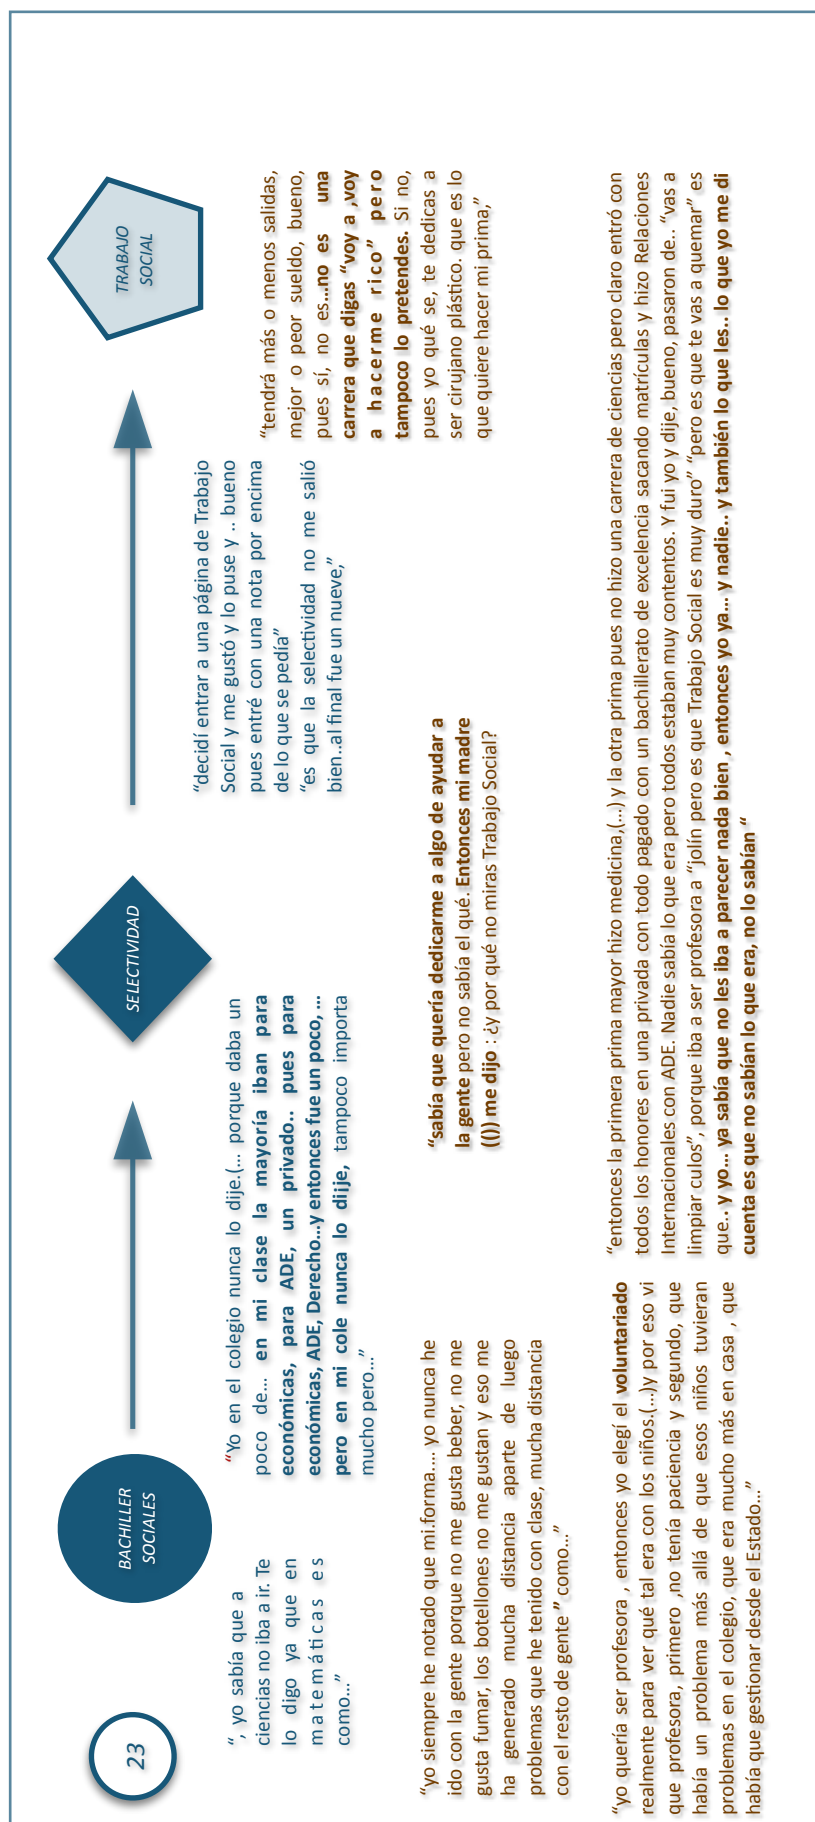 23
BACHILLER
SOCIALES
SELECTIVIDAD
TRABAJO
SOCIAL
“, yo sabía que a
ciencias no iba a ir. Te
lo digo ya que en
matemáticas es
como...”
“Yo en el colegio nunca lo dije.(... porque daba un
poco de... en mi clase la mayoría iban para
económicas, para ADE, un privado.. pues para
económicas, ADE, Derecho...y entonces fue un poco, ...
pero en mi cole nunca lo diije, tampoco importa
mucho pero...”
“decidí entrar a una página de Trabajo
Social y me gustó y lo puse y .. bueno
pues entré con una nota por encima
de lo que se pedía”
“es que la selectividad no me salió
bien..al final fue un nueve,”
“tendrá más o menos salidas,
mejor o peor sueldo, bueno,
pues sí, no es...no es una
carrera que digas “voy a ,voy
a hacerme rico” pero
tampoco lo pretendes. Si no,
pues yo qué se, te dedicas a
ser cirujano plástico. que es lo
que quiere hacer mi prima,”
“yo siempre he notado que mi.forma.... yo nunca he
ido con la gente porque no me gusta beber, no me
gusta fumar, los botellones no me gustan y eso me
ha generado mucha distancia aparte de luego
problemas que he tenido con clase, mucha distancia
con el resto de gente ” como...”
“sabía que quería dedicarme a algo de ayudar a
la gente pero no sabía el qué. Entonces mi madre
(()) me dijo : ¿y por qué no miras Trabajo Social?
“yo quería ser profesora , entonces yo elegí el voluntariado
realmente para ver qué tal era con los niños.(...)y por eso vi
que profesora, primero ,no tenía paciencia y segundo, que
había un problema más allá de que esos niños tuvieran
problemas en el colegio, que era mucho más en casa , que
había que gestionar desde el Estado...”
“entonces la primera prima mayor hizo medicina,(...) y la otra prima pues no hizo una carrera de ciencias pero claro entró con
todos los honores en una privada con todo pagado con un bachillerato de excelencia sacando matrículas y hizo Relaciones
Internacionales con ADE. Nadie sabía lo que era pero todos estaban muy contentos. Y fui yo y dije, bueno, pasaron de.. “vas a
limpiar culos”, porque iba a ser profesora a “jolín pero es que Trabajo Social es muy duro” “pero es que te vas a quemar” es
que.. y yo... ya sabía que no les iba a parecer nada bien , entonces yo ya... y nadie.. y también lo que les.. lo que yo me di
cuenta es que no sabían lo que era, no lo sabían “